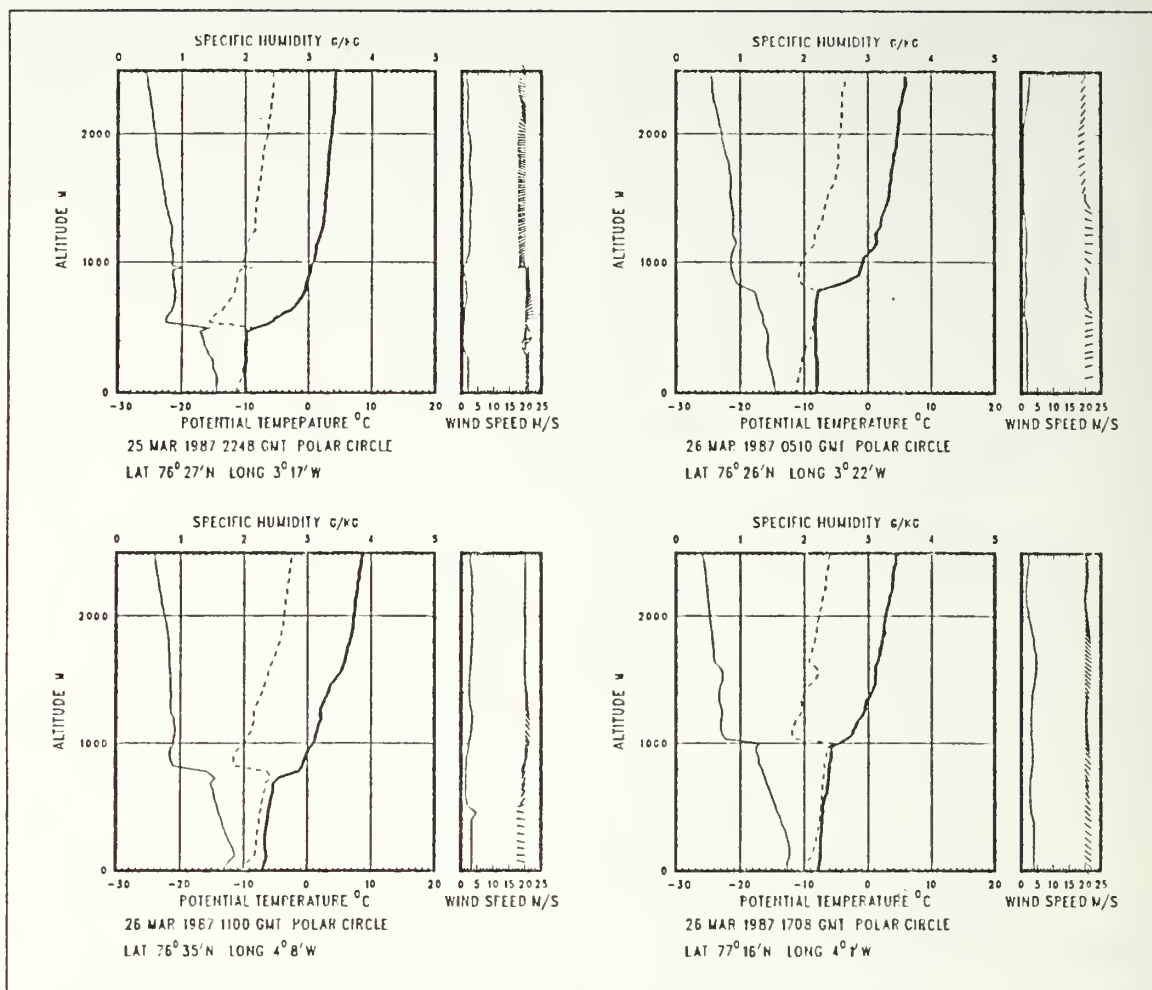 SPECIFIC HUMIDITY G/KG
0 1 2 3 4 5
ALTITUDE M
2000
1000
0
-30 -20 -10 0 10 20
POTENTIAL TEMPERATURE °C
0 5 10 15 20 25
WIND SPEED M/S
25 MAR 1987 2248 GMT POLAR CIRCLE
LAT 76° 27'N LONG 3° 17'W
SPECIFIC HUMIDITY G/KG
0 1 2 3 4 5
ALTITUDE M
2000
1000
0
-30 -20 -10 0 10 20
POTENTIAL TEMPERATURE °C
0 5 10 15 20 25
WIND SPEED M/S
26 MAR 1987 0510 GMT POLAR CIRCLE
LAT 76° 26'N LONG 3° 22'W
SPECIFIC HUMIDITY G/KG
0 1 2 3 4 5
ALTITUDE M
2000
1000
0
-30 -20 -10 0 10 20
POTENTIAL TEMPERATURE °C
0 5 10 15 20 25
WIND SPEED M/S
26 MAR 1987 1100 GMT POLAR CIRCLE
LAT 76° 35'N LONG 4° 8'W
SPECIFIC HUMIDITY G/KG
0 1 2 3 4 5
ALTITUDE M
2000
1000
0
-30 -20 -10 0 10 20
POTENTIAL TEMPERATURE °C
0 5 10 15 20 25
WIND SPEED M/S
26 MAR 1987 1708 GMT POLAR CIRCLE
LAT 77° 16'N LONG 4° 1'W